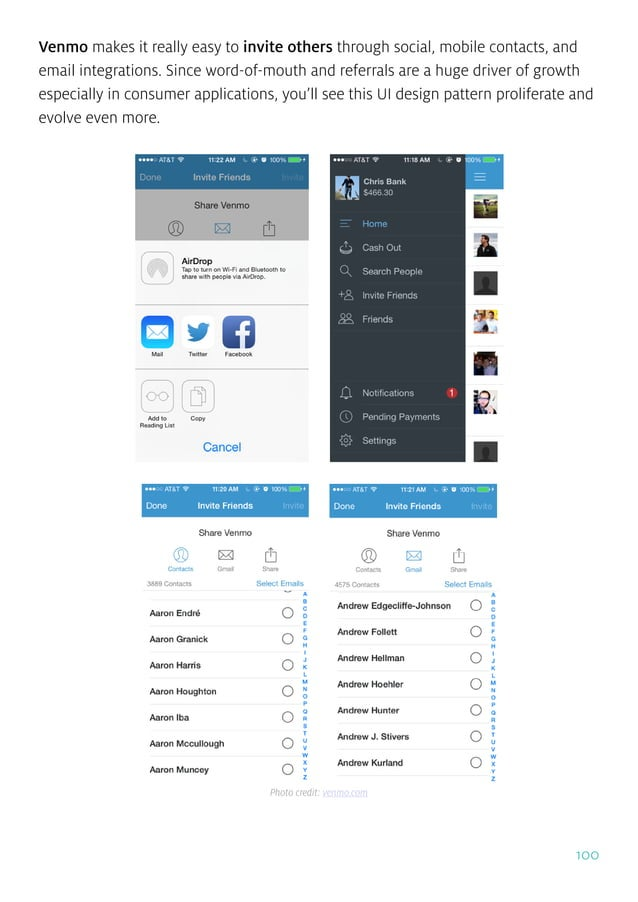 Venmo makes it really easy to invite others through social, mobile contacts, and
email integrations. Since word-of-mouth and referrals are a huge driver of growth
especially in consumer applications, you’ll see this UI design pattern proliferate and
evolve even more.
AT&T 11:22 AM 100%
Done Invite Friends Invite
Share Venmo
AirDrop
Tap to turn on Wi-Fi and Bluetooth to
share with people via AirDrop.
Mail Twitter Facebook
Add to
Reading List
Copy
Cancel
AT&T 11:18 AM 100%
Chris Bank
$466.30
Home
Cash Out
Search People
Invite Friends
Friends
Notifications 1
Pending Payments
Settings
AT&T 11:20 AM 100%
Done Invite Friends Invite
Share Venmo
Contacts Gmail Share
3889 Contacts Select Emails
Aaron Endré
Aaron Granick
Aaron Harris
Aaron Houghton
Aaron Iba
Aaron Mccullough
Aaron Muncey
A
B
C
D
E
F
G
H
I
J
K
L
M
N
O
P
Q
R
S
T
U
V
W
X
Y
Z
AT&T 11:21 AM 100%
Done Invite Friends Invite
Share Venmo
Contacts Gmail Share
4575 Contacts Select Emails
Andrew Edgecliffe-Johnson
Andrew Follett
Andrew Hellman
Andrew Hoehler
Andrew Hunter
Andrew J. Stivers
Andrew Kurland
A
B
C
D
E
F
G
H
I
J
K
L
M
N
O
P
Q
R
S
T
U
V
W
X
Y
Z
Photo credit: venmo.com
100